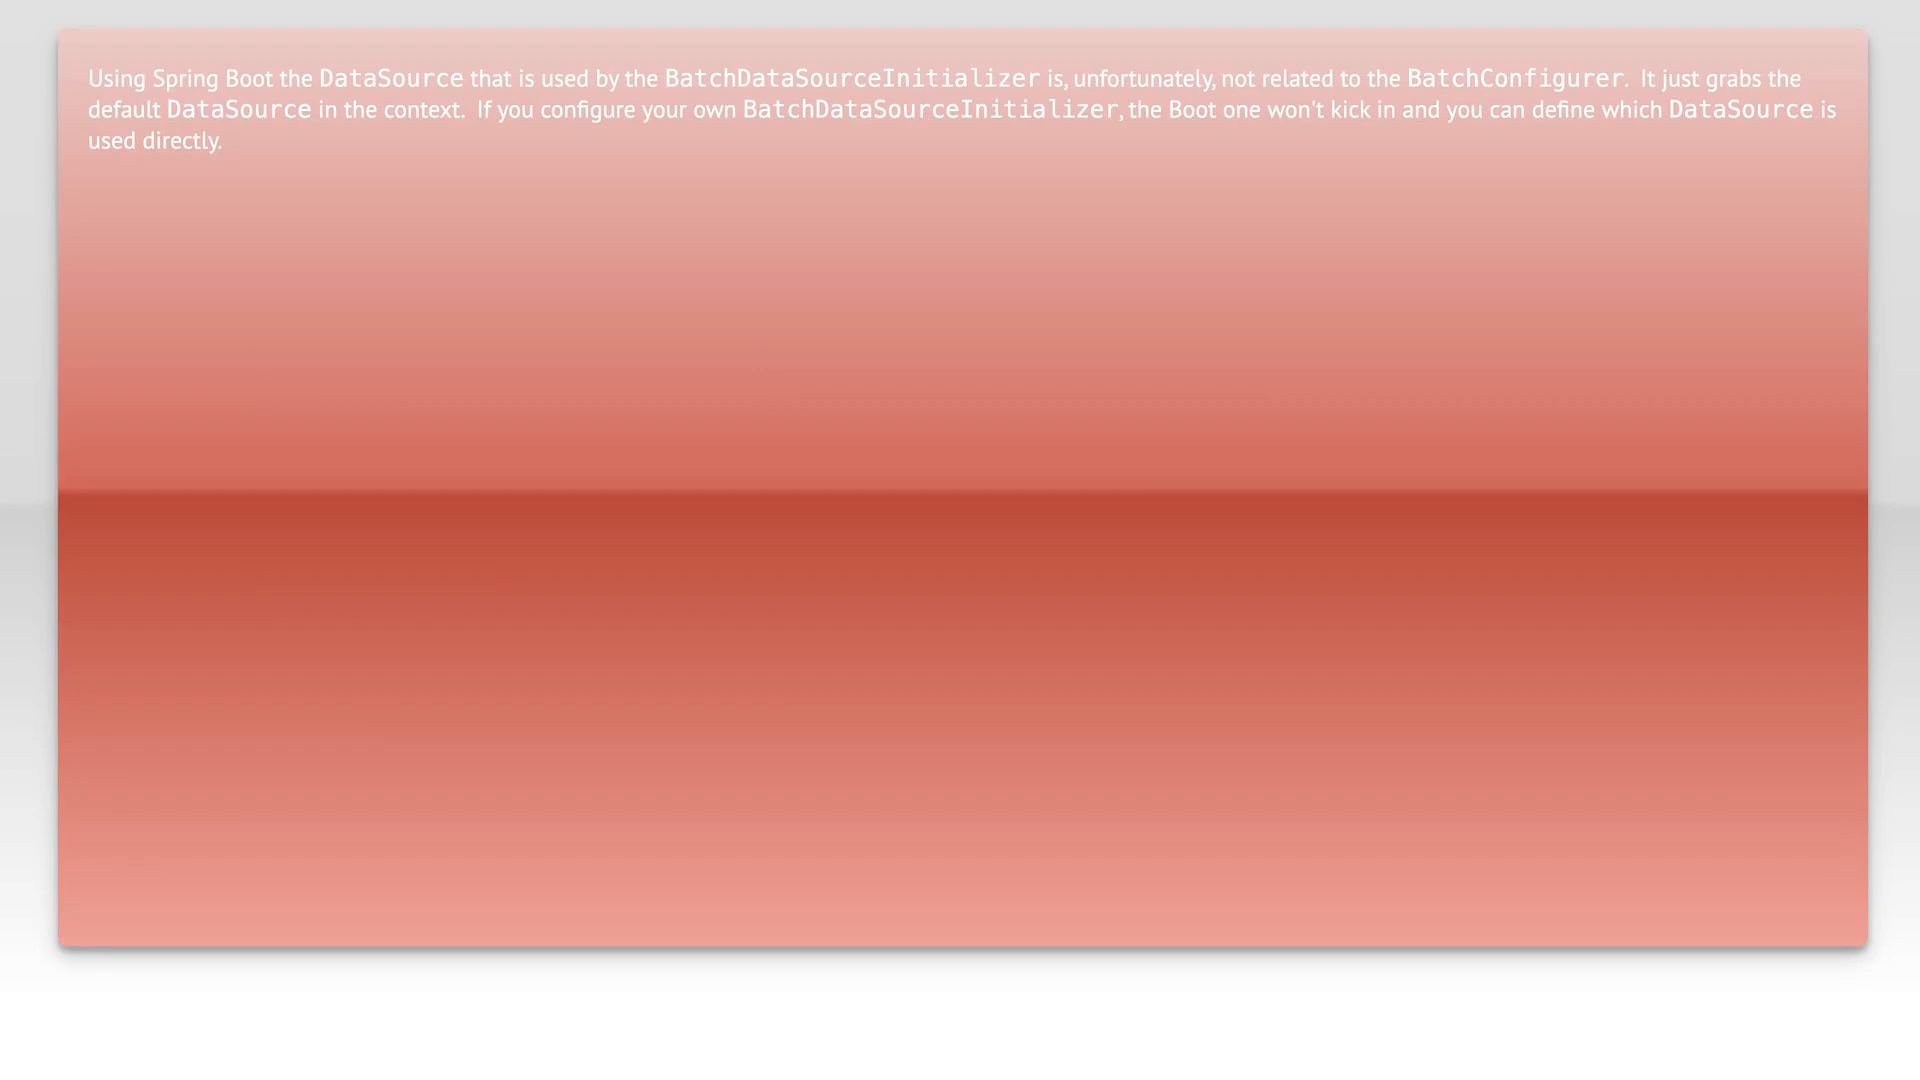 Using Spring Boot the DataSource that is used by the BatchDataSourceInitializer is, unfortunately, not related to the BatchConfigurer.  It just grabs the
default DataSource in the context.  If you configure your own BatchDataSourceInitializer, the Boot one won't kick in and you can define which DataSource is
used directly.